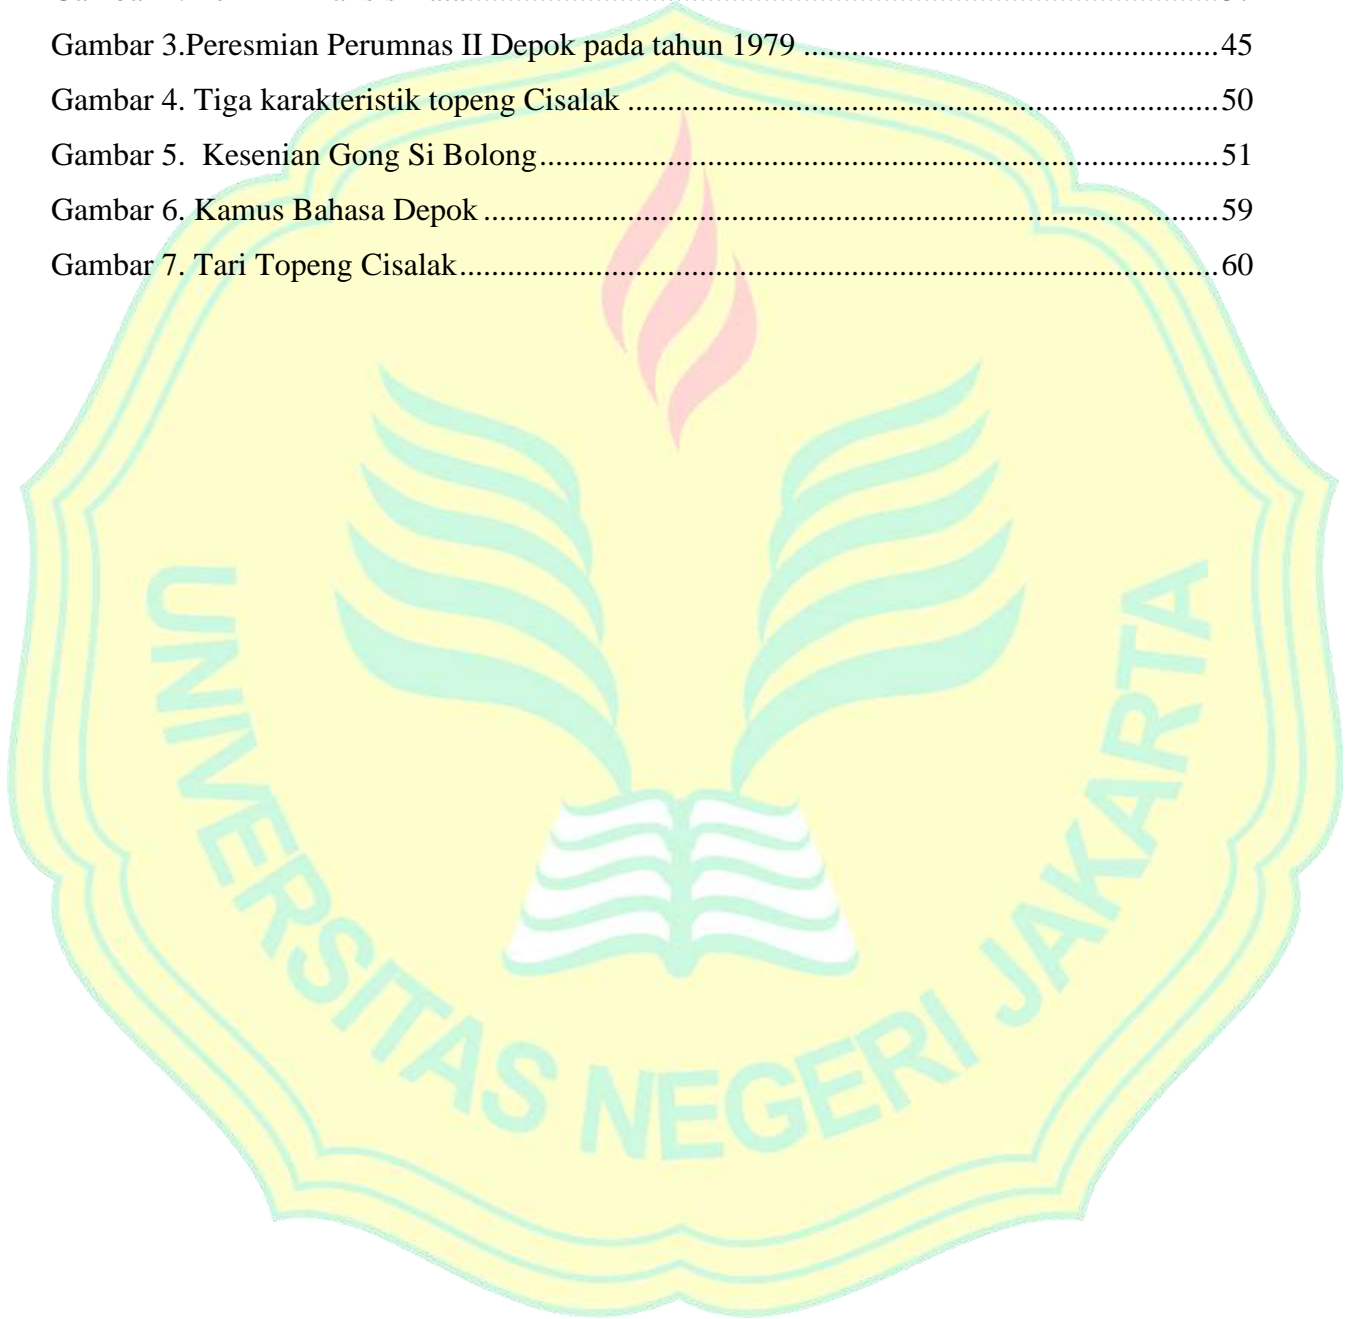 Gambar 3.Peresmian Perumnas II Depok pada tahun 1979 ..................................................45
Gambar 4. Tiga karakteristik topeng Cisalak ........................................................................50
Gambar 5.  Kesenian Gong Si Bolong...................................................................................51
Gambar 6. Kamus Bahasa Depok ..........................................................................................59
Gambar 7. Tari Topeng Cisalak.............................................................................................60
UNIVERSITAS NEGERI JAKARTA